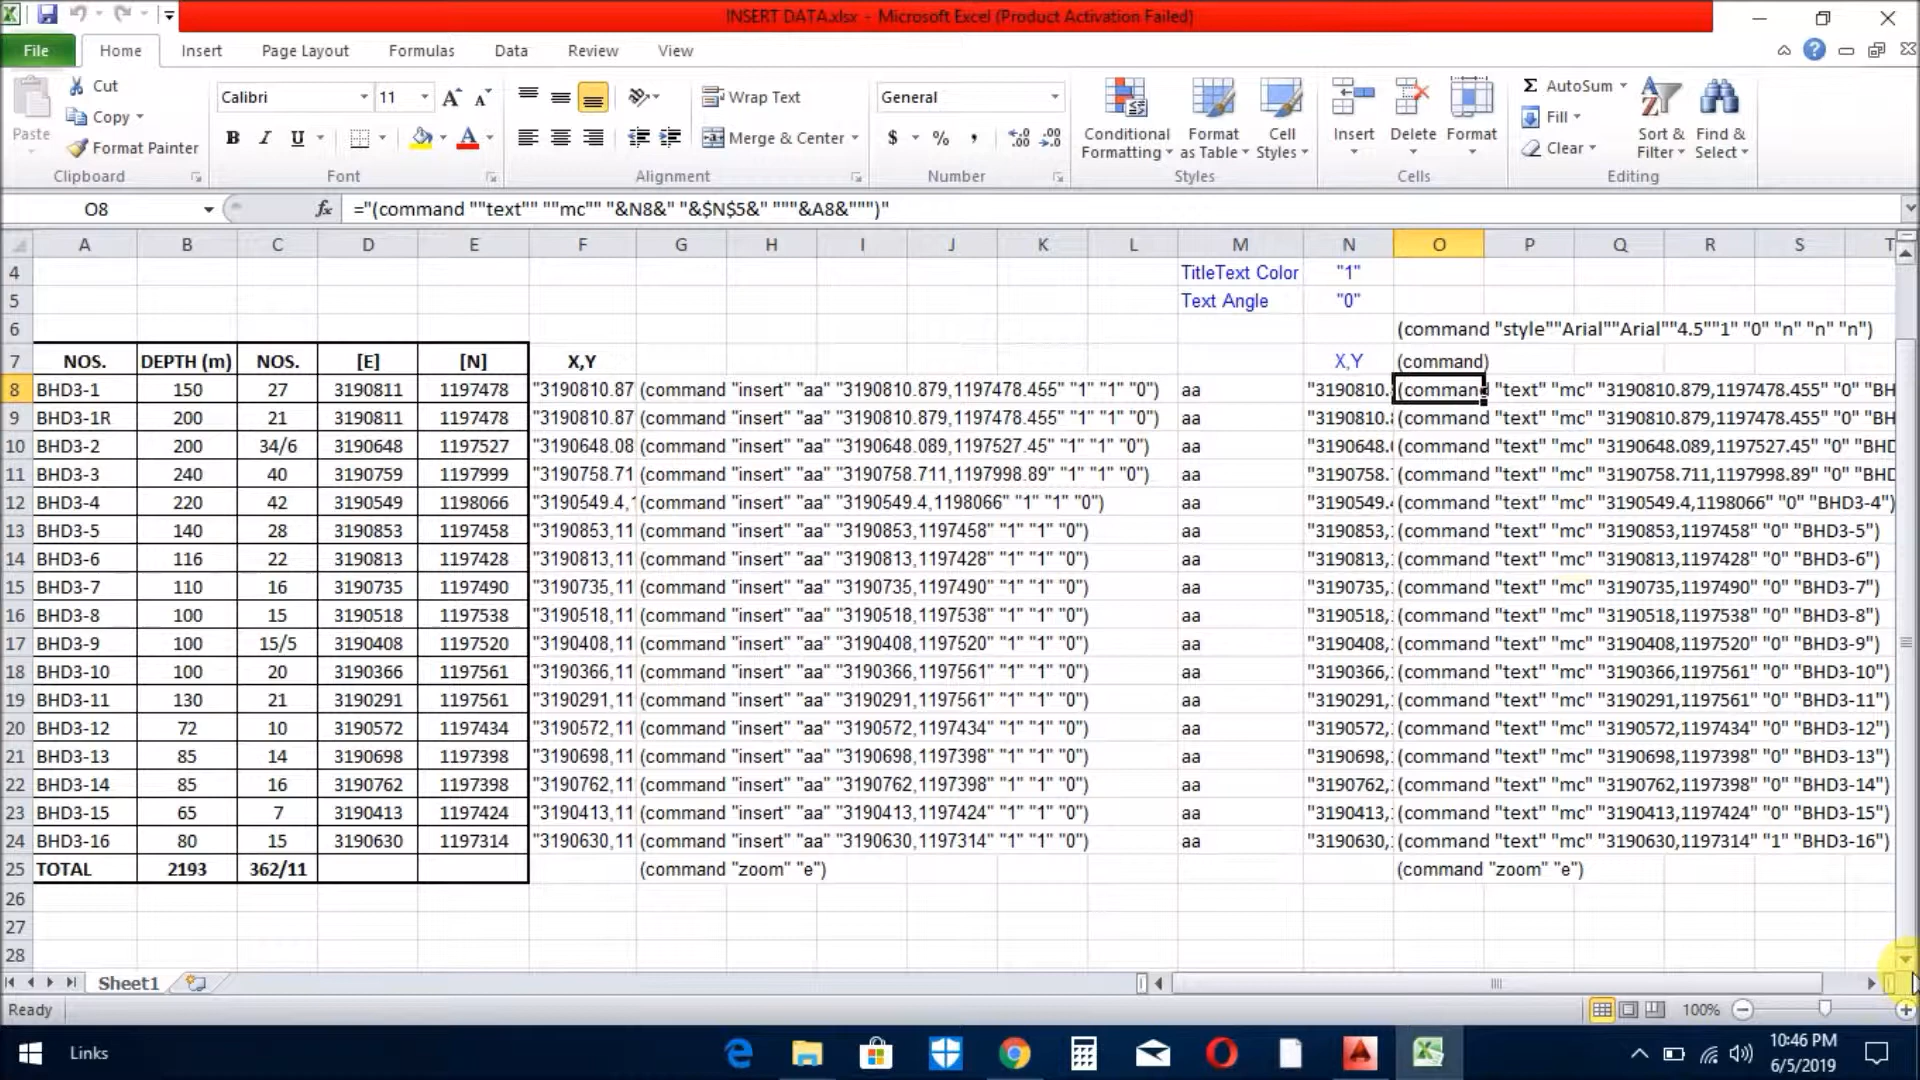 INSERT DATA.xlsx - Microsoft Excel (Product Activation Failed)
File Home Insert Page Layout Formulas Data Review View
Paste Cut Copy Format Painter
Clipboard
Calibri 11
B I U
Font
Wrap Text
Merge & Center
Alignment
General
$ % ,
Number
Conditional Formatting Format as Table Cell Styles
Styles
Insert Delete Format
Cells
Σ AutoSum Fill Clear Sort & Filter Find & Select
Editing
O8 fx ="(command ""text"" ""mc"" "&N8&" "&$N$5&" """&A8&""")"
A B C D E F G H I J K L M N O P Q R S T
4 TitleText Color "1"
5 Text Angle "0"
6 (command "style""Arial""Arial""4.5""1" "0" "n" "n" "n")
7 NOS. DEPTH (m) NOS. [E] [N] X,Y X,Y (command)
8 BHD3-1 150 27 3190811 1197478 "3190810.87 (command "insert" "aa" "3190810.879,1197478.455" "1" "1" "0") aa "3190810. (command "text" "mc" "3190810.879,1197478.455" "0" "BH
9 BHD3-1R 200 21 3190811 1197478 "3190810.87 (command "insert" "aa" "3190810.879,1197478.455" "1" "1" "0") aa "3190810. (command "text" "mc" "3190810.879,1197478.455" "0" "BH
10 BHD3-2 200 34/6 3190648 1197527 "3190648.08 (command "insert" "aa" "3190648.089,1197527.45" "1" "1" "0") aa "3190648. (command "text" "mc" "3190648.089,1197527.45" "0" "BHD
11 BHD3-3 240 40 3190759 1197999 "3190758.71 (command "insert" "aa" "3190758.711,1197998.89" "1" "1" "0") aa "3190758. (command "text" "mc" "3190758.711,1197998.89" "0" "BHD
12 BHD3-4 220 42 3190549 1198066 "3190549.4, (command "insert" "aa" "3190549.4,1198066" "1" "1" "0") aa "3190549. (command "text" "mc" "3190549.4,1198066" "0" "BHD3-4")
13 BHD3-5 140 28 3190853 1197458 "3190853,11 (command "insert" "aa" "3190853,1197458" "1" "1" "0") aa "3190853, (command "text" "mc" "3190853,1197458" "0" "BHD3-5")
14 BHD3-6 116 22 3190813 1197428 "3190813,11 (command "insert" "aa" "3190813,1197428" "1" "1" "0") aa "3190813, (command "text" "mc" "3190813,1197428" "0" "BHD3-6")
15 BHD3-7 110 16 3190735 1197490 "3190735,11 (command "insert" "aa" "3190735,1197490" "1" "1" "0") aa "3190735, (command "text" "mc" "3190735,1197490" "0" "BHD3-7")
16 BHD3-8 100 15 3190518 1197538 "3190518,11 (command "insert" "aa" "3190518,1197538" "1" "1" "0") aa "3190518, (command "text" "mc" "3190518,1197538" "0" "BHD3-8")
17 BHD3-9 100 15/5 3190408 1197520 "3190408,11 (command "insert" "aa" "3190408,1197520" "1" "1" "0") aa "3190408, (command "text" "mc" "3190408,1197520" "0" "BHD3-9")
18 BHD3-10 100 20 3190366 1197561 "3190366,11 (command "insert" "aa" "3190366,1197561" "1" "1" "0") aa "3190366, (command "text" "mc" "3190366,1197561" "0" "BHD3-10")
19 BHD3-11 130 21 3190291 1197561 "3190291,11 (command "insert" "aa" "3190291,1197561" "1" "1" "0") aa "3190291, (command "text" "mc" "3190291,1197561" "0" "BHD3-11")
20 BHD3-12 72 10 3190572 1197434 "3190572,11 (command "insert" "aa" "3190572,1197434" "1" "1" "0") aa "3190572, (command "text" "mc" "3190572,1197434" "0" "BHD3-12")
21 BHD3-13 85 14 3190698 1197398 "3190698,11 (command "insert" "aa" "3190698,1197398" "1" "1" "0") aa "3190698, (command "text" "mc" "3190698,1197398" "0" "BHD3-13")
22 BHD3-14 85 16 3190762 1197398 "3190762,11 (command "insert" "aa" "3190762,1197398" "1" "1" "0") aa "3190762, (command "text" "mc" "3190762,1197398" "0" "BHD3-14")
23 BHD3-15 65 7 3190413 1197424 "3190413,11 (command "insert" "aa" "3190413,1197424" "1" "1" "0") aa "3190413, (command "text" "mc" "3190413,1197424" "0" "BHD3-15")
24 BHD3-16 80 15 3190630 1197314 "3190630,11 (command "insert" "aa" "3190630,1197314" "1" "1" "0") aa "3190630, (command "text" "mc" "3190630,1197314" "1" "BHD3-16")
25 TOTAL 2193 362/11 (command "zoom" "e") (command "zoom" "e")
26
27
28
Sheet1
Ready 100%
Links 10:46 PM
6/5/2019